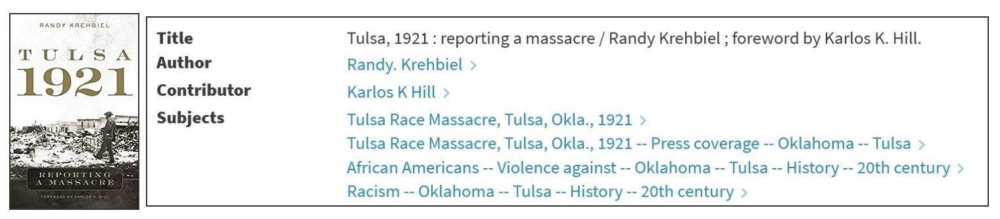 RANDY KREHBIEL
TULSA
1921
REPORTING
A MASSACRE
FOREWORD BY KARLOS K. HILL
Title Tulsa, 1921 : reporting a massacre / Randy Krehbiel ; foreword by Karlos K. Hill.
Author Randy. Krehbiel >
Contributor Karlos K Hill >
Subjects Tulsa Race Massacre, Tulsa, Okla., 1921 >
Tulsa Race Massacre, Tulsa, Okla., 1921 -- Press coverage -- Oklahoma -- Tulsa >
African Americans -- Violence against -- Oklahoma -- Tulsa -- History -- 20th century >
Racism -- Oklahoma -- Tulsa -- History -- 20th century >